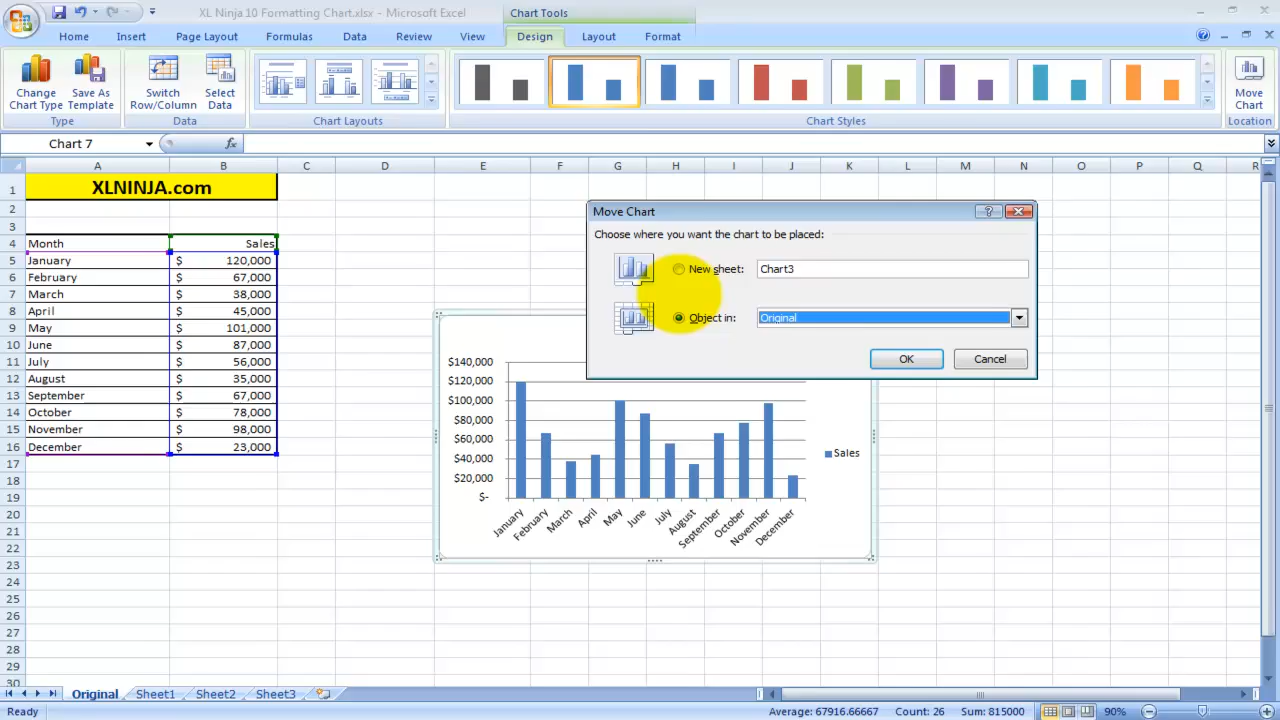 XL Ninja 10 Formatting Chart.xlsx - Microsoft Excel
Chart Tools
Home Insert Page Layout Formulas Data Review View Design Layout Format
Change Chart Type
Save As Template
Switch Row/Column
Select Data
Move Chart
Type Data Chart Layouts Chart Styles Location
Chart 7 fx
A B C D E F G H I J K L M N O P Q R
1 XLNINJA.com
2
3
4 Month Sales
5 January $ 120,000
6 February $ 67,000
7 March $ 38,000
8 April $ 45,000
9 May $ 101,000
10 June $ 87,000
11 July $ 56,000
12 August $ 35,000
13 September $ 67,000
14 October $ 78,000
15 November $ 98,000
16 December $ 23,000
17
18
19
20
21
22
23
24
25
26
27
28
29
30
Move Chart
Choose where you want the chart to be placed:
New sheet: Chart3
Object in: Original
OK Cancel
$140,000
$120,000
$100,000
$80,000
$60,000
$40,000
$20,000
$-
January February March April May June July August September October November December
Sales
Original Sheet1 Sheet2 Sheet3
Ready Average: 67916.66667 Count: 26 Sum: 815000 90%